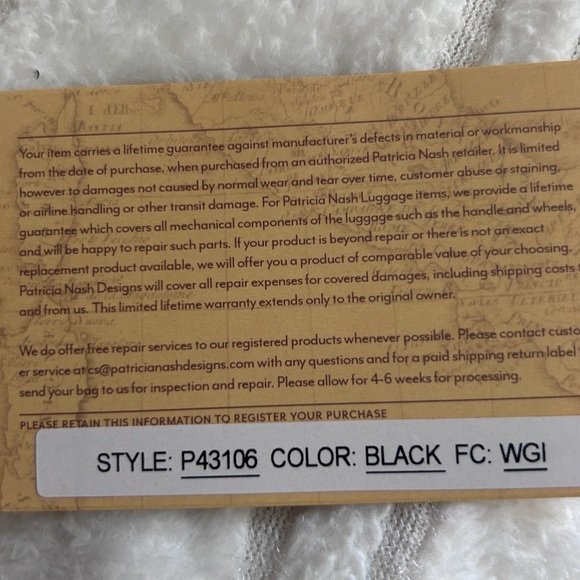 Your item carries a lifetime guarantee against manufacturer's defects in material or workmanship
from the date of purchase, when purchased from an authorized Patricia Nash retailer. It is limited
however to damages not caused by normal wear and tear over time, customer abuse or staining,
or airline handling or other transit damage. For Patricia Nash Luggage items, we provide a lifetime
guarantee which covers all mechanical components of the luggage such as the handle and wheels,
and will be happy to repair such parts. If your product is beyond repair or there is not an exact
replacement product available, we will offer you a product of comparable value of your choosing.
Patricia Nash Designs will cover all repair expenses for covered damages, including shipping costs
and from us. This limited lifetime warranty extends only to the original owner.
We do offer free repair services to our registered products whenever possible. Please contact custo
er service at cs@patricianashdesigns.com with any questions and for a paid shipping return label
send your bag to us for inspection and repair. Please allow for 4-6 weeks for processing.
PLEASE RETAIN THIS INFORMATION TO REGISTER YOUR PURCHASE
STYLE: P43106 COLOR: BLACK FC: WGI